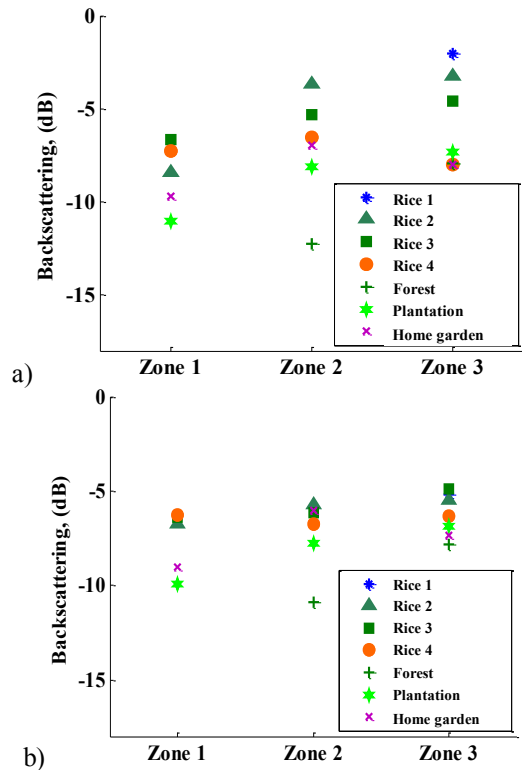 0
-5
-10
-15
Backscattering, (dB)
Rice 1
Rice 2
Rice 3
Rice 4
Forest
Plantation
Home garden
Zone 1 Zone 2 Zone 3
a)
0
-5
-10
-15
Backscattering, (dB)
Rice 1
Rice 2
Rice 3
Rice 4
Forest
Plantation
Home garden
Zone 1 Zone 2 Zone 3
b)